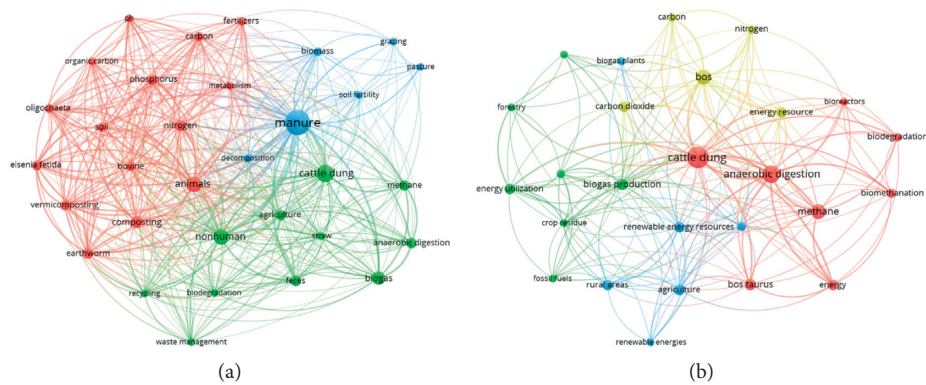 ph
fertilizers
carbon
biomass
grazing
organic carbon
phosphorus
pasture
metabolism
oligochaeta
soil fertility
soil
nitrogen
manure
eisenia fetida
bovine
decomposition
animals
cattle dung
methane
vermicomposting
composting
agriculture
nonhuman
straw
anaerobic digestion
earthworm
feces
biogas
recycling
biodegradation
waste management
(a)
carbon
nitrogen
biogas plants
bos
forestry
carbon dioxide
energy resource
bioreactors
biodegradation
cattle dung
anaerobic digestion
energy utilization
biogas production
biomethanation
methane
crop residue
renewable energy resources
fossil fuels
rural areas
agriculture
bos taurus
energy
renewable energies
(b)